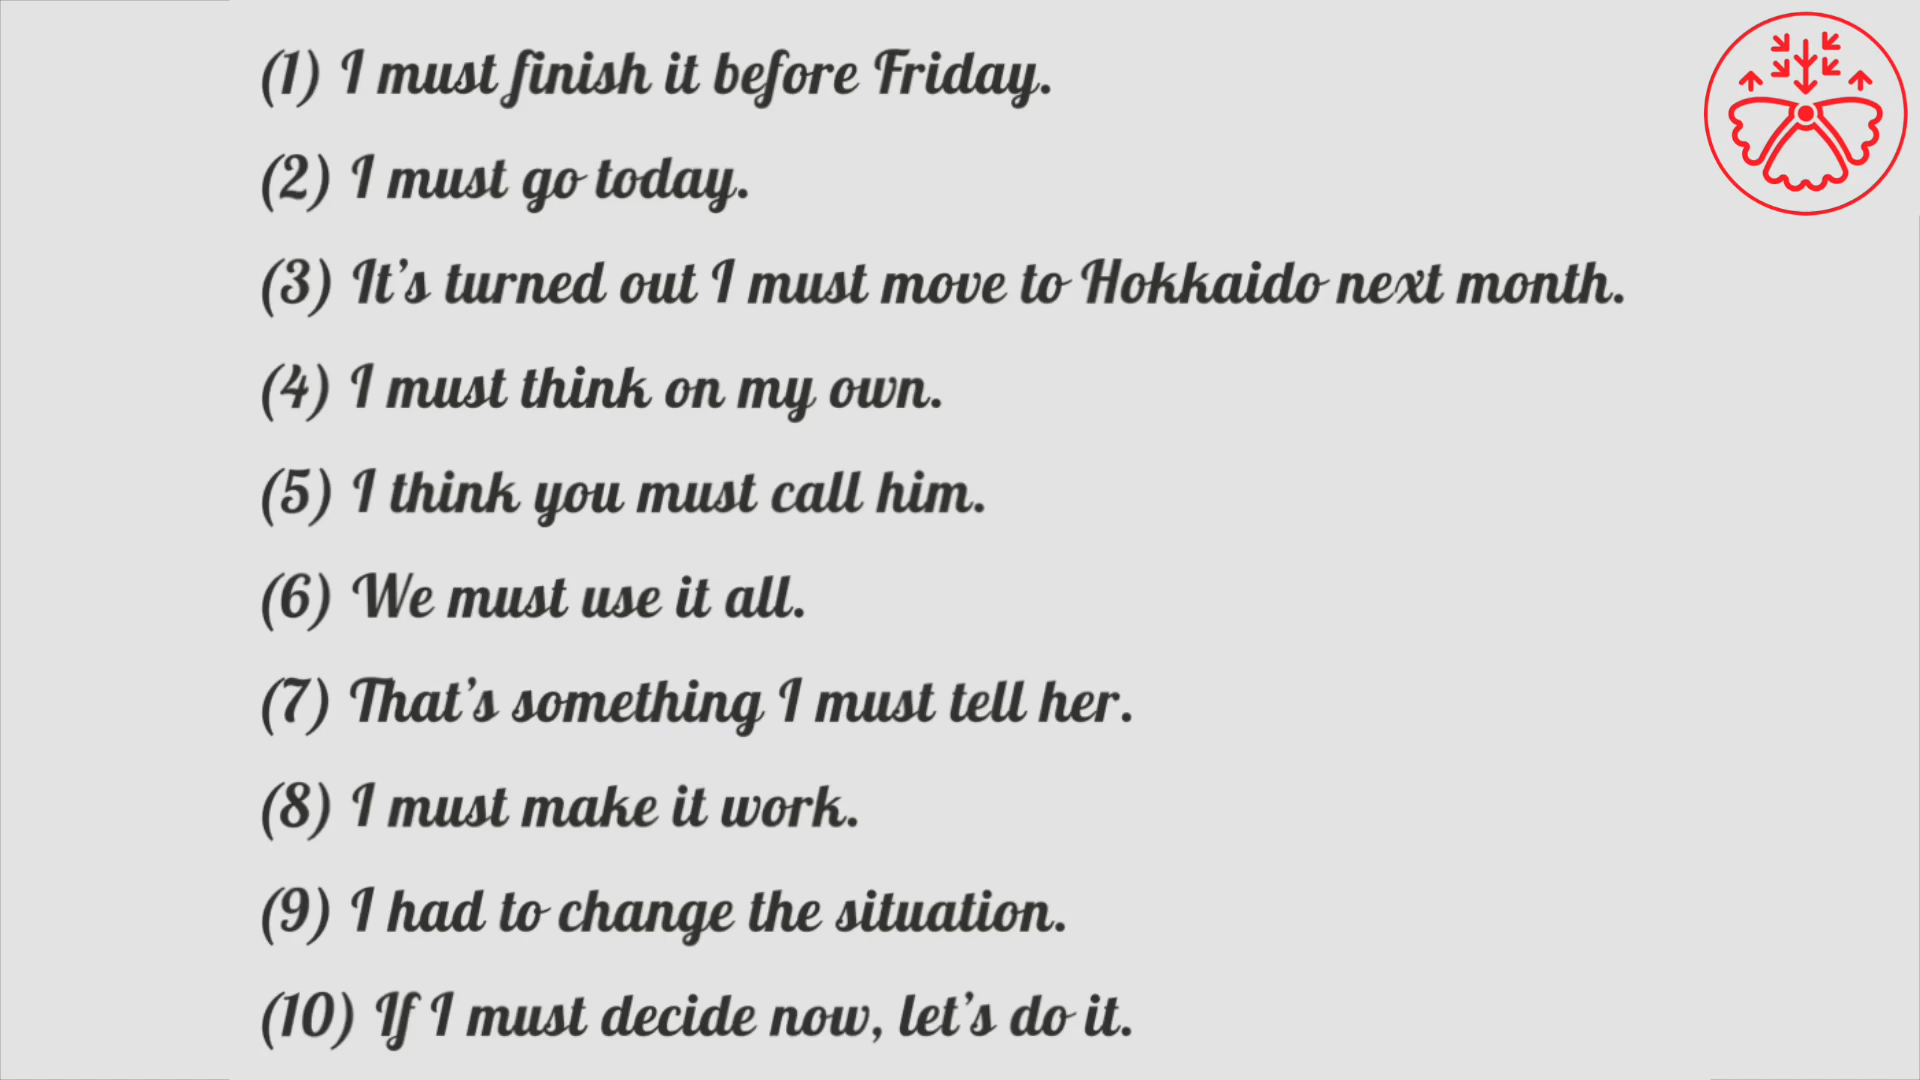 (1) I must finish it before Friday.
(2) I must go today.
(3) It’s turned out I must move to Hokkaido next month.
(4) I must think on my own.
(5) I think you must call him.
(6) We must use it all.
(7) That’s something I must tell her.
(8) I must make it work.
(9) I had to change the situation.
(10) If I must decide now, let’s do it.